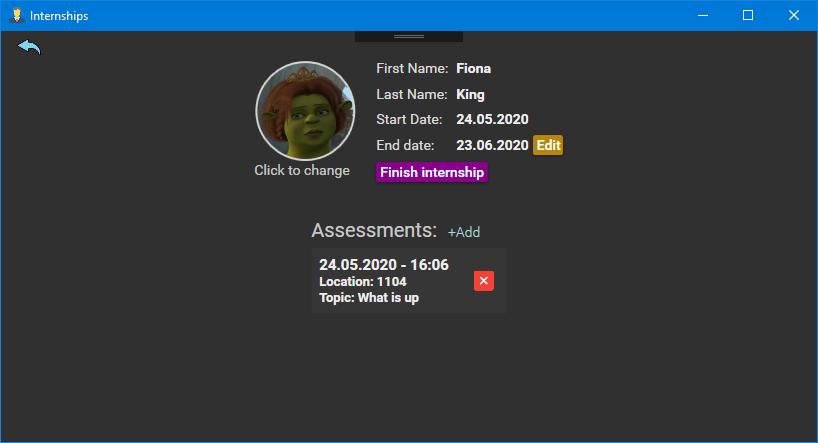 Internships
First Name: Fiona
Last Name: King
Start Date: 24.05.2020
End date: 23.06.2020 Edit
Click to change
Finish internship
Assessments: +Add
24.05.2020 - 16:06
Location: 1104
Topic: What is up